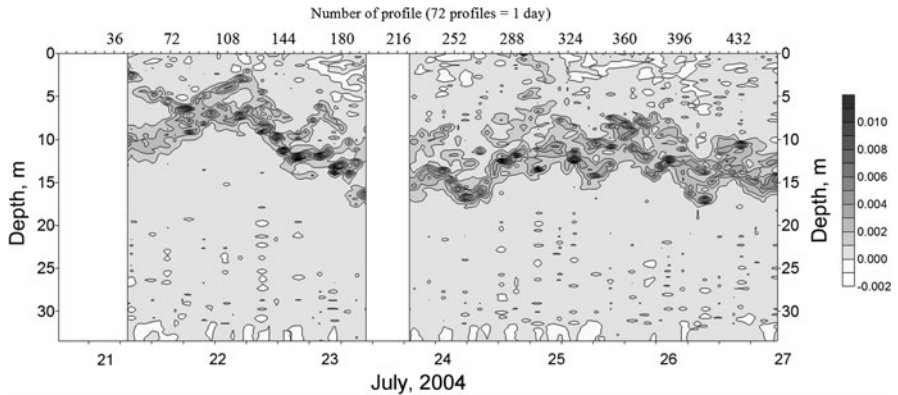 Number of profile (72 profiles = 1 day)
36 72 108 144 180 216 252 288 324 360 396 432
0 0
5 5
10 10
15 15
20 20
25 25
30 30
Depth, m
Depth, m
0.010
0.008
0.006
0.004
0.002
0.000
-0.002
21 22 23 24 25 26 27
July, 2004